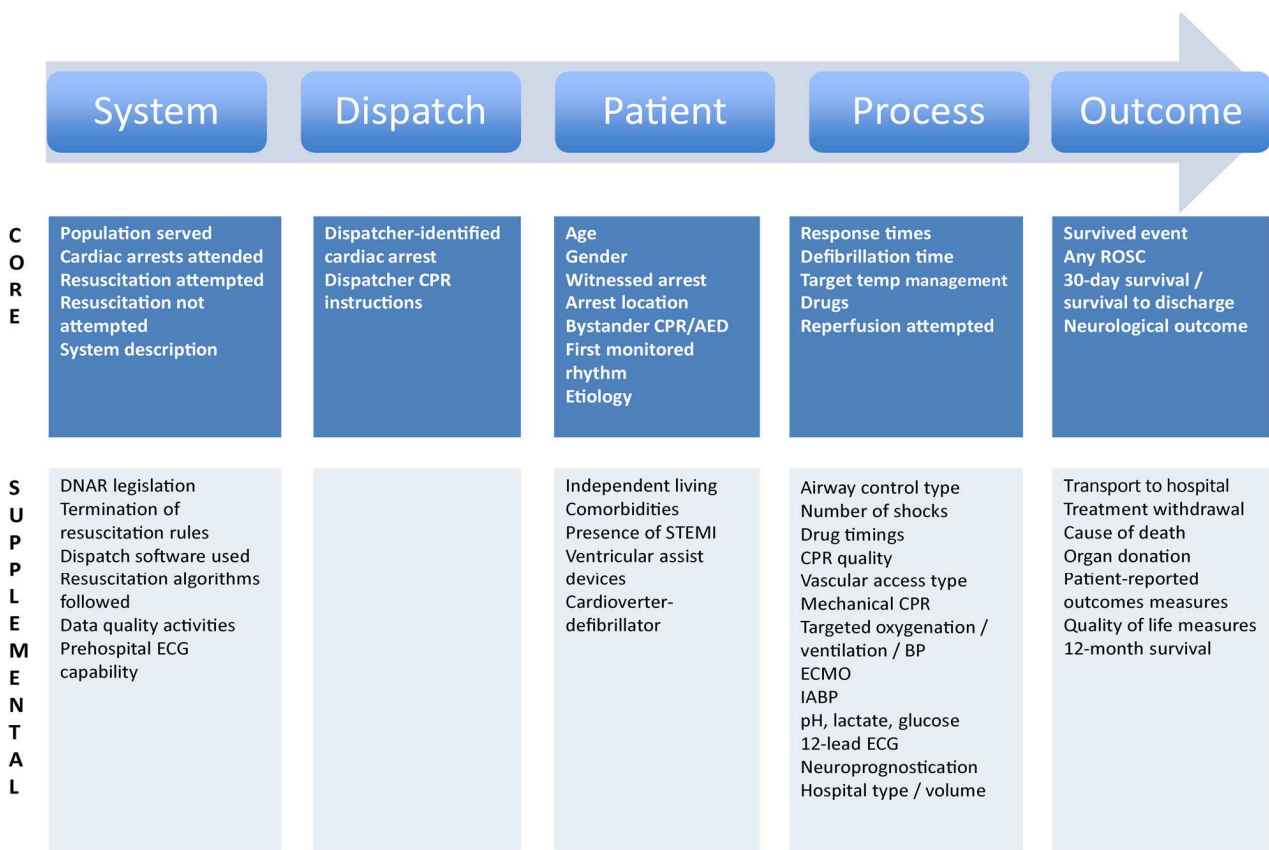 System
Dispatch
Patient
Process
Outcome
CORE
Population served
Cardiac arrests attended
Resuscitation attempted
Resuscitation not
attempted
System description
Dispatcher-identified
cardiac arrest
Dispatcher CPR
instructions
Age
Gender
Witnessed arrest
Arrest location
Bystander CPR/AED
First monitored
rhythm
Etiology
Response times
Defibrillation time
Target temp management
Drugs
Reperfusion attempted
Survived event
Any ROSC
30-day survival /
survival to discharge
Neurological outcome
SUPPLEMENTAL
DNAR legislation
Termination of
resuscitation rules
Dispatch software used
Resuscitation algorithms
followed
Data quality activities
Prehospital ECG
capability
Independent living
Comorbidities
Presence of STEMI
Ventricular assist
devices
Cardioverter-
defibrillator
Airway control type
Number of shocks
Drug timings
CPR quality
Vascular access type
Mechanical CPR
Targeted oxygenation /
ventilation / BP
ECMO
IABP
pH, lactate, glucose
12-lead ECG
Neuroprognostication
Hospital type / volume
Transport to hospital
Treatment withdrawal
Cause of death
Organ donation
Patient-reported
outcomes measures
Quality of life measures
12-month survival